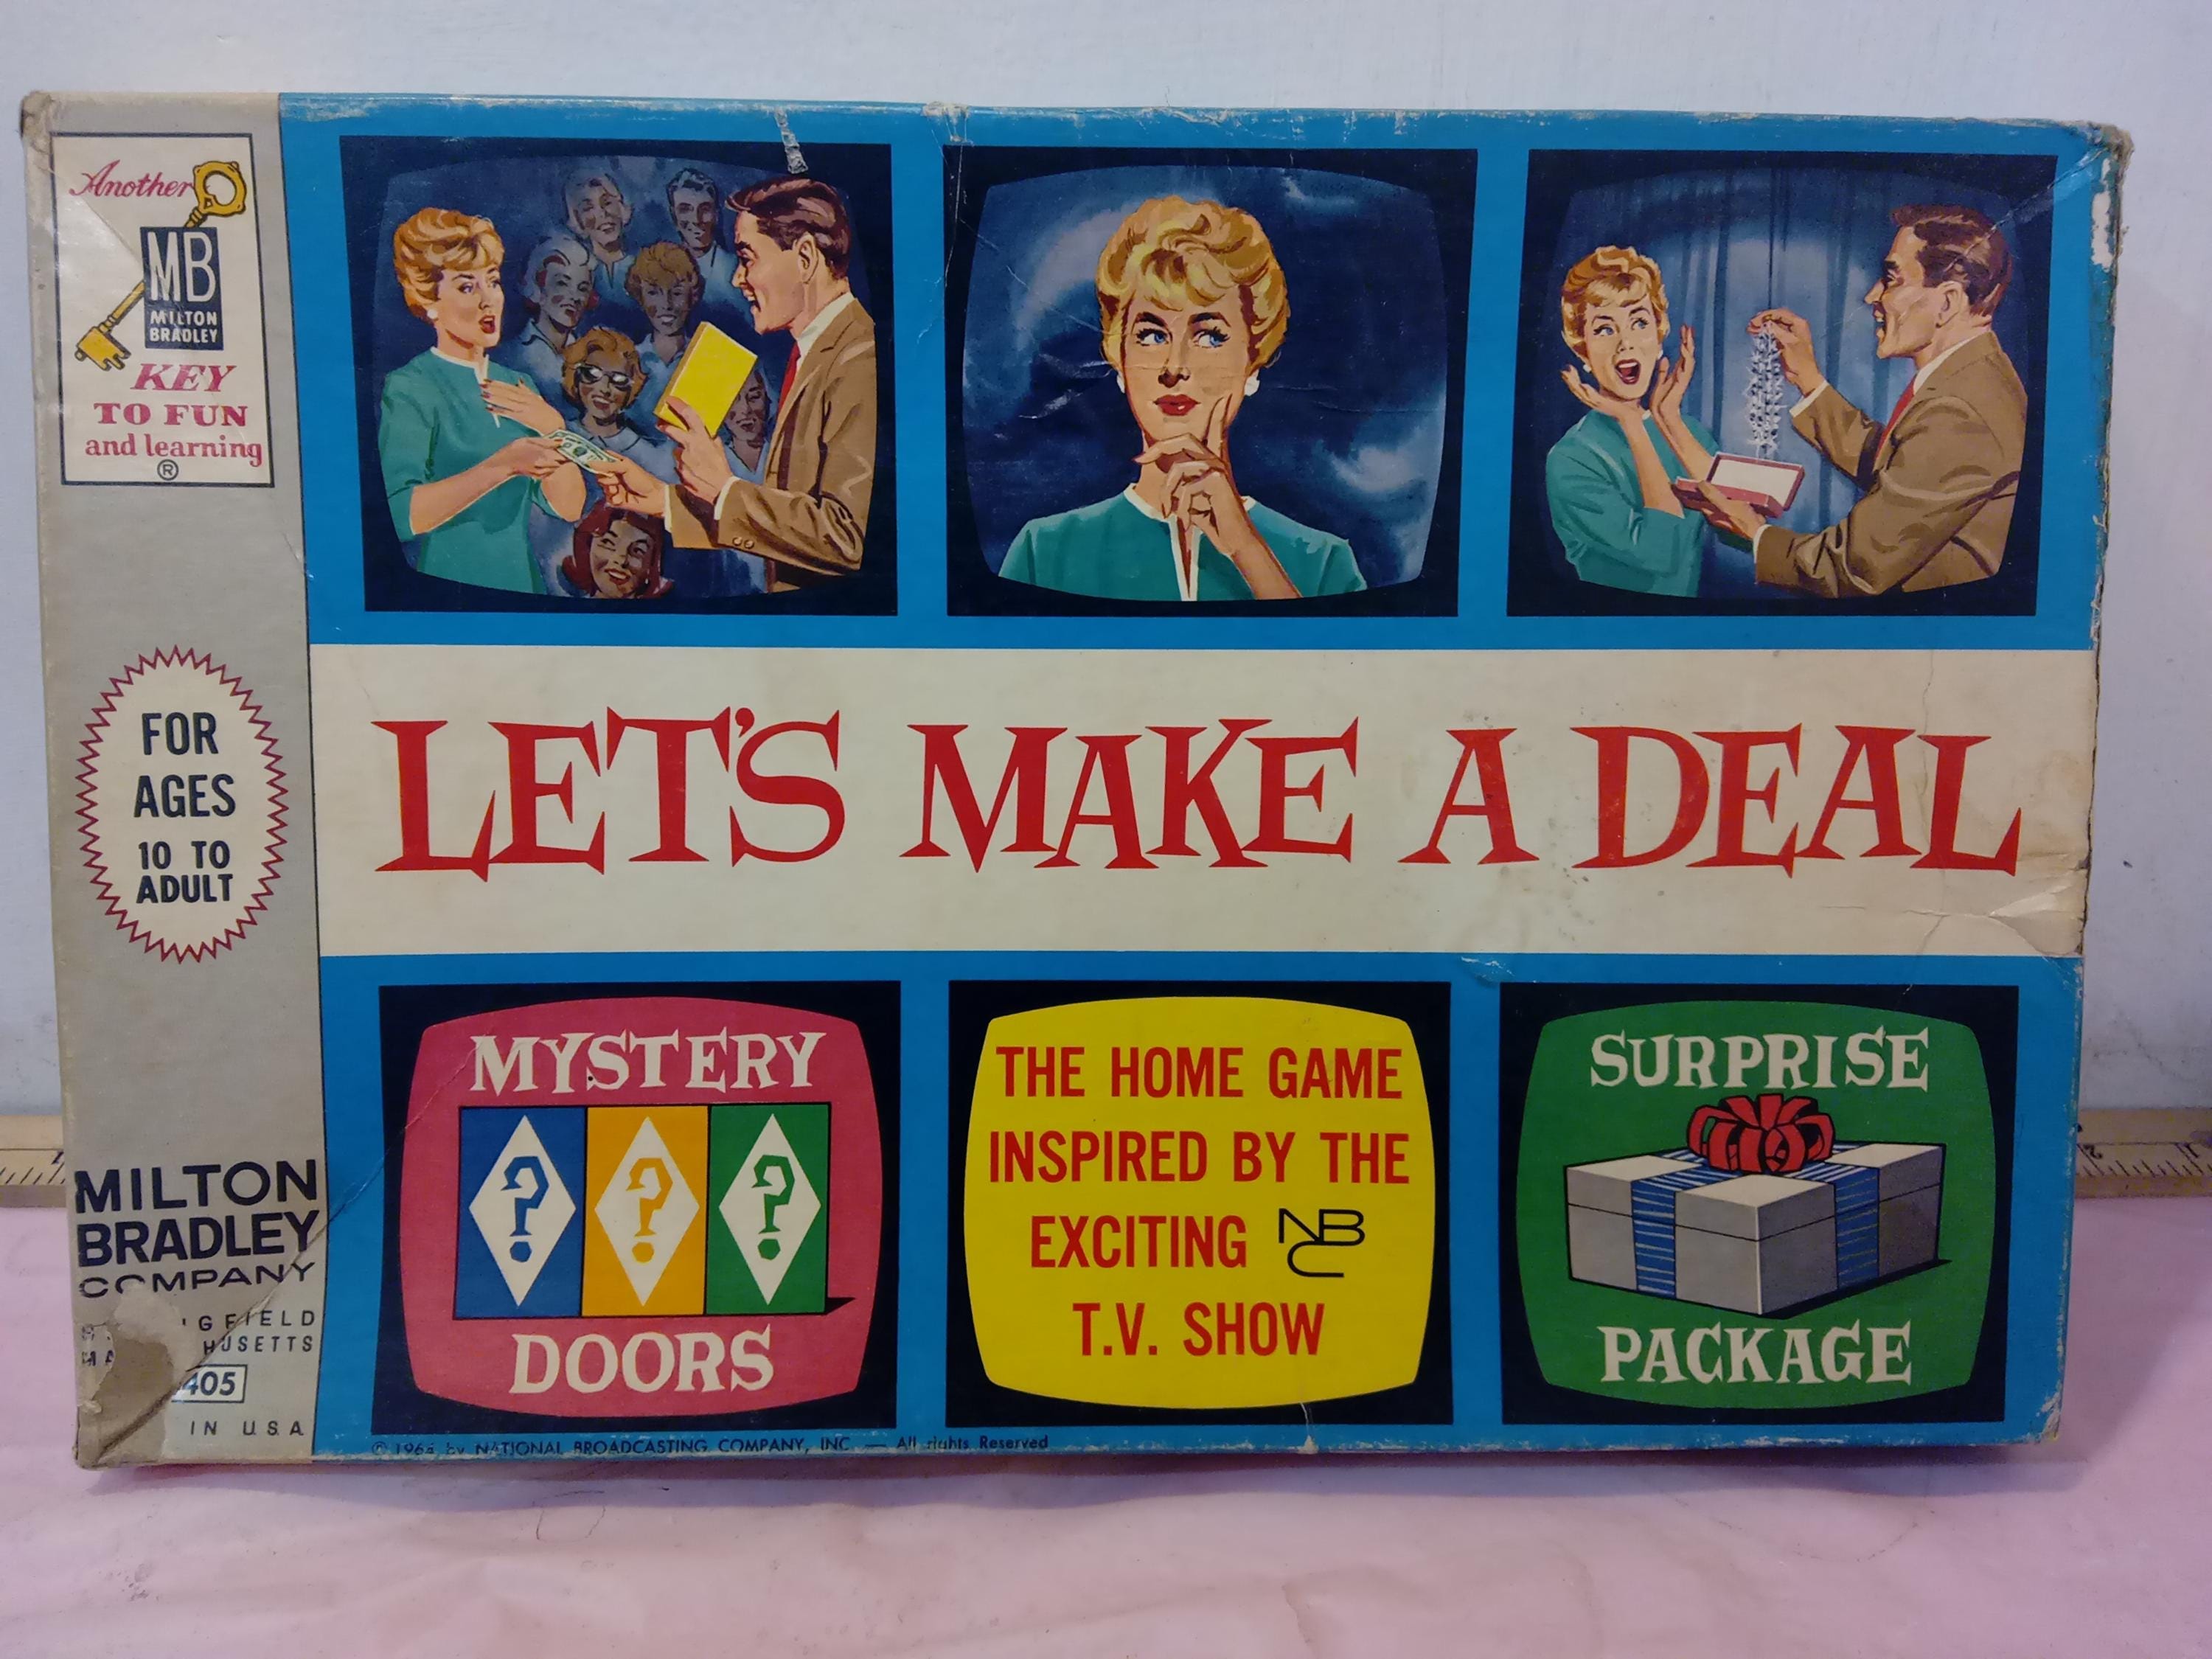 Another
MB
MILTON
BRADLEY
KEY
TO FUN
and learning
®
FOR
AGES
10 TO
ADULT
MILTON
BRADLEY
COMPANY
IN U.S.A.
LET'S MAKE A DEAL
MYSTERY
? ? ?
DOORS
THE HOME GAME
INSPIRED BY THE
EXCITING NBC
T.V. SHOW
SURPRISE
PACKAGE
by NATIONAL BROADCASTING COMPANY, INC. — All rights Reserved